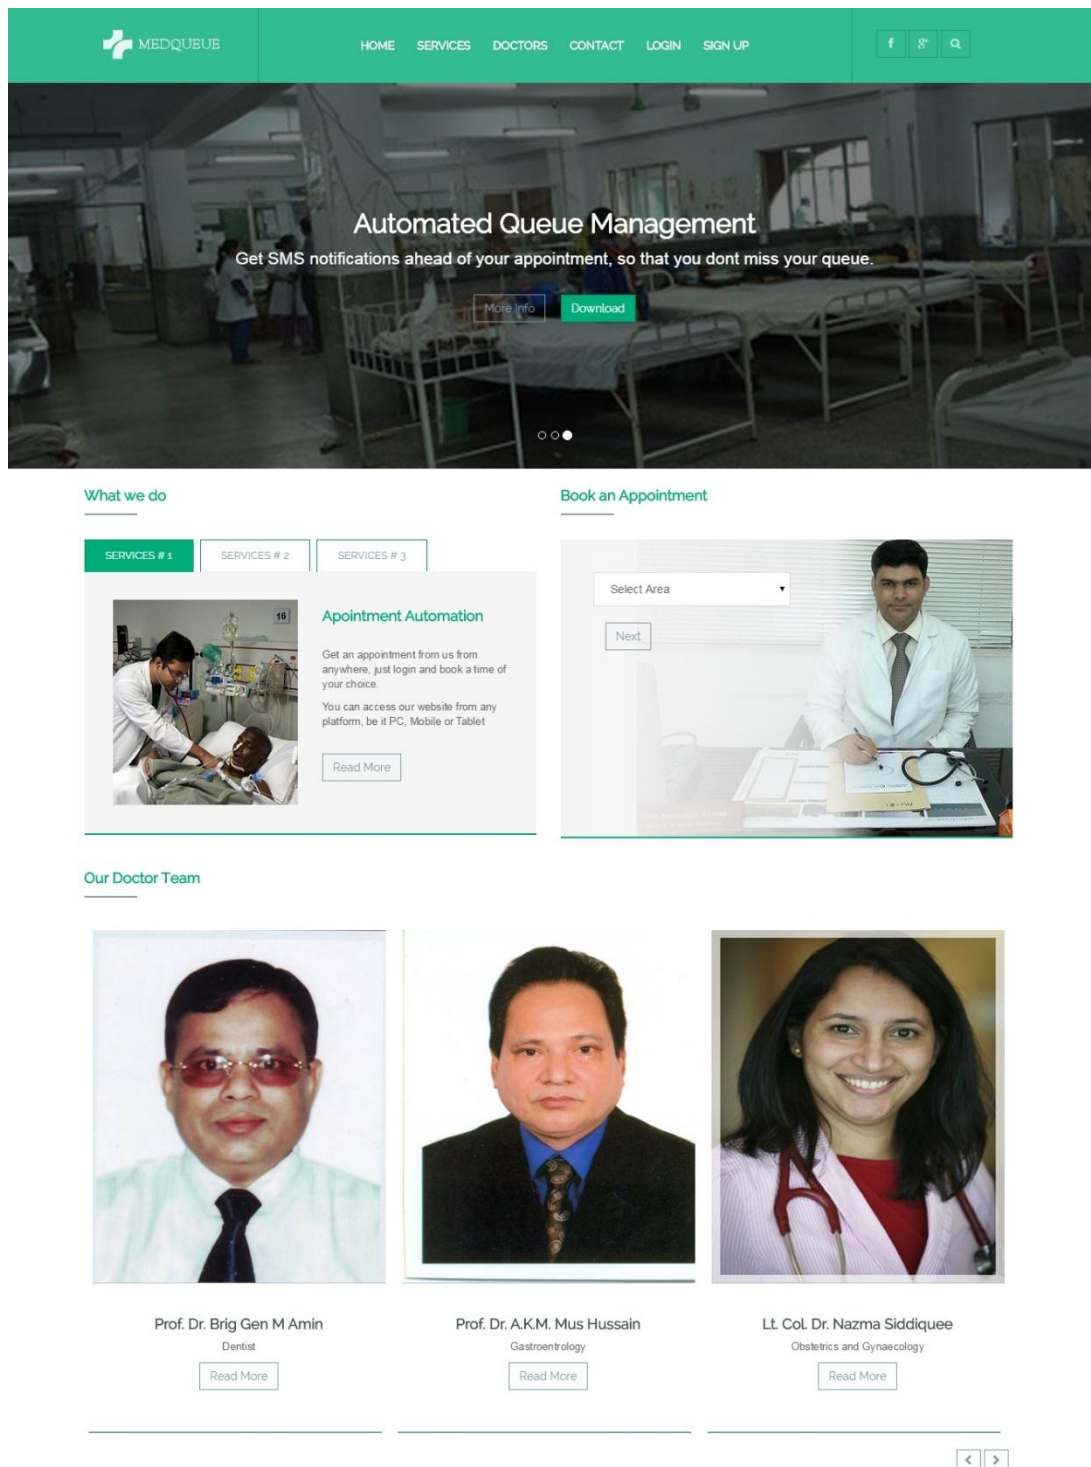 MEDQUEUE
HOME SERVICES DOCTORS CONTACT LOGIN SIGN UP
Automated Queue Management
Get SMS notifications ahead of your appointment, so that you dont miss your queue.
More Info Download
What we do
SERVICES # 1 SERVICES # 2 SERVICES # 3
16
Apointment Automation
Get an appointment from us from
anywhere, just login and book a time of
your choice.
You can access our website from any
platform, be it PC, Mobile or Tablet
Read More
Book an Appointment
Select Area
Next
Our Doctor Team
Prof. Dr. Brig Gen M Amin
Dentist
Read More
Prof. Dr. A.K.M. Mus Hussain
Gastroentrology
Read More
Lt. Col. Dr. Nazma Siddiquee
Obstetrics and Gynaecology
Read More